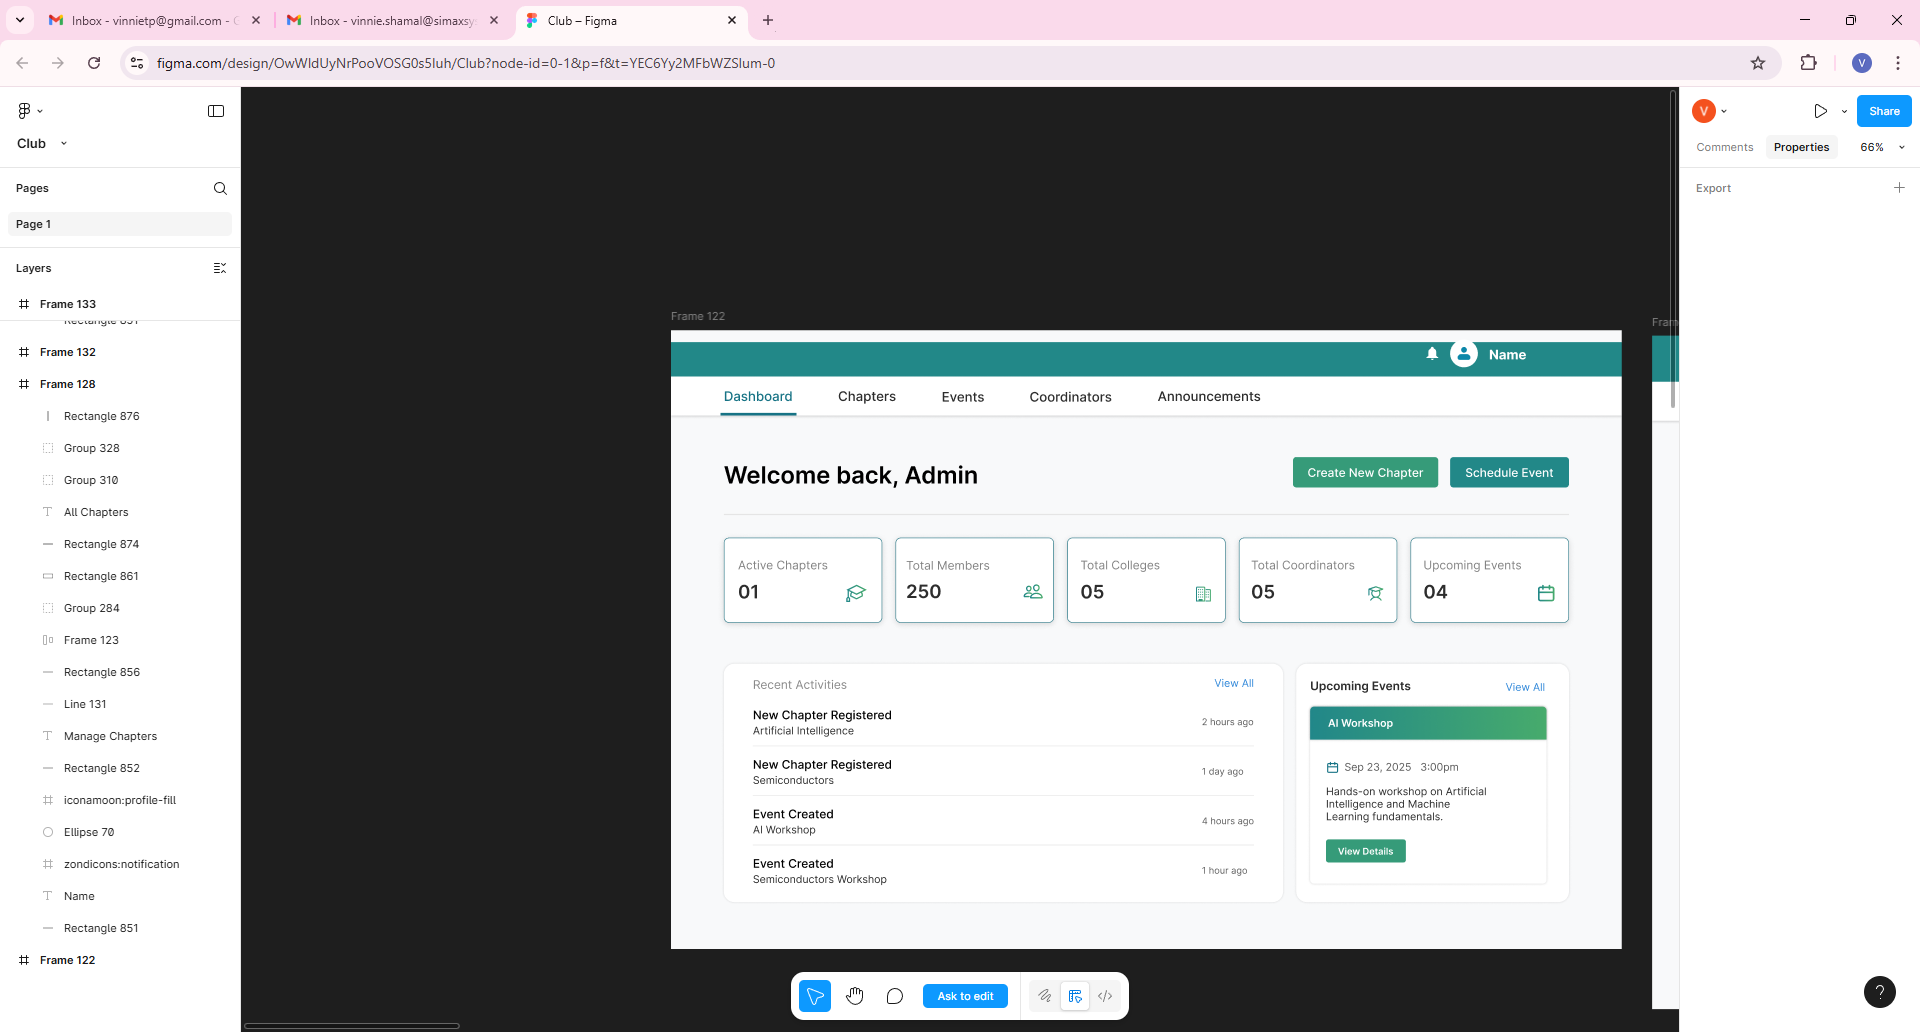 Inbox - vinnietp@gmail.com -
Inbox - vinnie.shamal@simaxsy
Club – Figma
figma.com/design/OwWIdUyNrPooVOSG0s5Iuh/Club?node-id=0-1&p=f&t=YEC6Yy2MFbWZSIum-0
V
Club
Pages
Page 1
Layers
Frame 133
Rectangle 851
Frame 132
Frame 128
Rectangle 876
Group 328
Group 310
All Chapters
Rectangle 874
Rectangle 861
Group 284
Frame 123
Rectangle 856
Line 131
Manage Chapters
Rectangle 852
iconamoon:profile-fill
Ellipse 70
zondicons:notification
Name
Rectangle 851
Frame 122
Frame 122
Fram
Name
Dashboard
Chapters
Events
Coordinators
Announcements
Welcome back, Admin
Create New Chapter
Schedule Event
Active Chapters
01
Total Members
250
Total Colleges
05
Total Coordinators
05
Upcoming Events
04
Recent Activities
View All
New Chapter Registered
Artificial Intelligence
2 hours ago
New Chapter Registered
Semiconductors
1 day ago
Event Created
AI Workshop
4 hours ago
Event Created
Semiconductors Workshop
1 hour ago
Upcoming Events
View All
AI Workshop
Sep 23, 2025 3:00pm
Hands-on workshop on Artificial
Intelligence and Machine
Learning fundamentals.
View Details
Ask to edit
V
Share
Comments
Properties
66%
Export
?